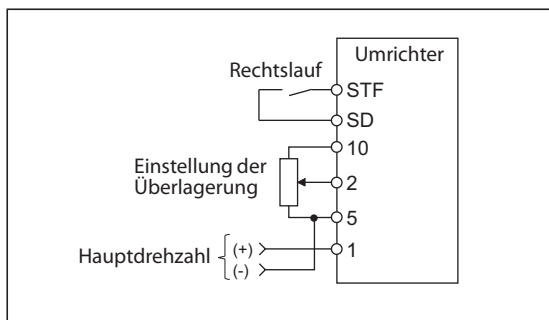 Umrichter
Rechtslauf
STF
SD
10
Einstellung der
Überlagerung
2
5
Hauptdrehzahl
(+)
1
(-)